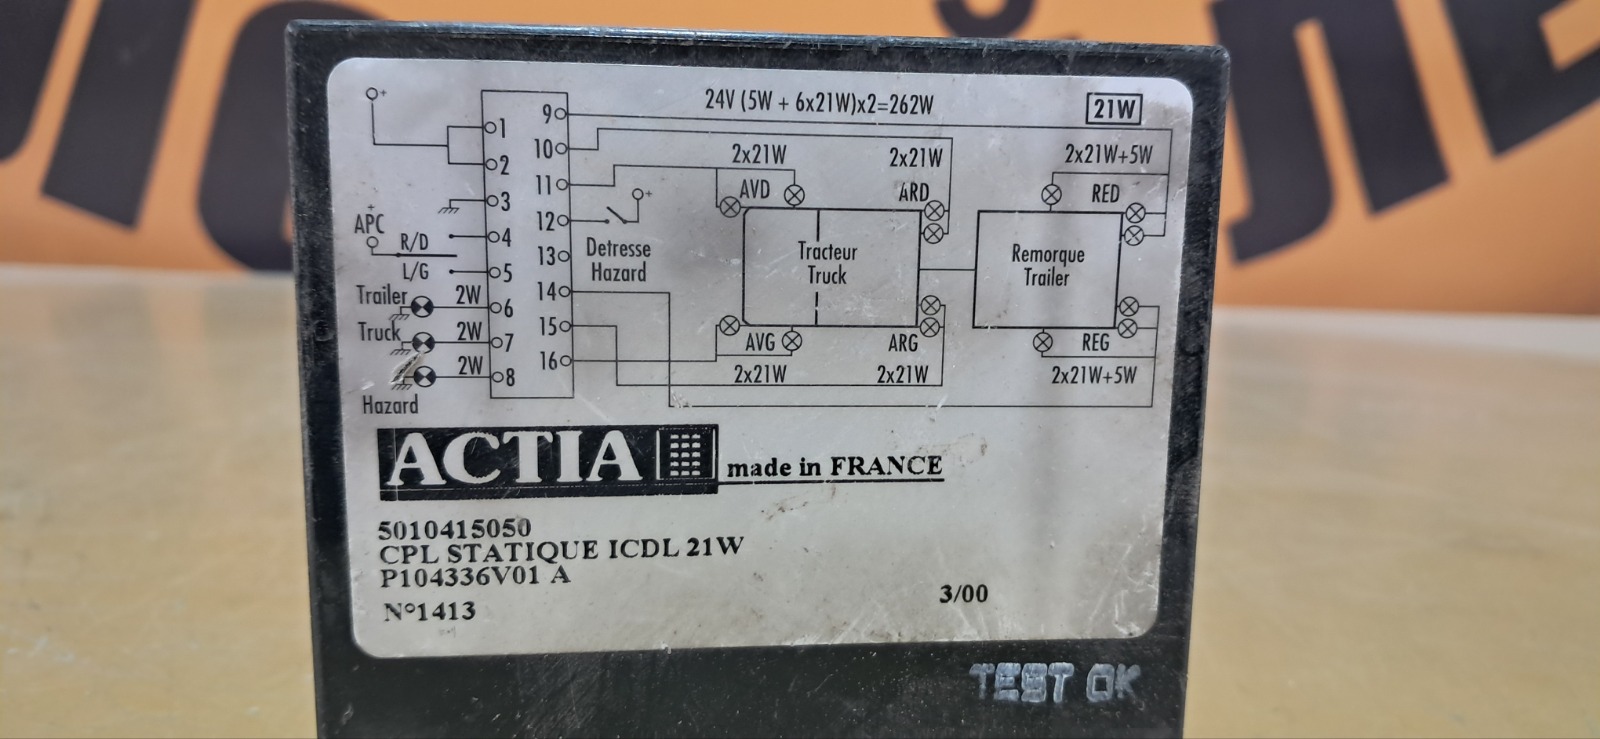 24V (5W + 6x21W)x2=262W
21W
1
2
3
4
5
6
7
8
9
10
11
12
13
14
15
16
+
+
APC
R/D
L/G
Trailer
2W
Truck
2W
2W
Hazard
+
Detresse
Hazard
2x21W
AVD
2x21W
ARD
2x21W+5W
RED
Tracteur
Truck
Remorque
Trailer
AVG
2x21W
ARG
2x21W
REG
2x21W+5W
ACTIA
made in FRANCE
5010415050
CPL STATIQUE ICDL 21W
P104336V01 A
N°1413
3/00
TEST OK